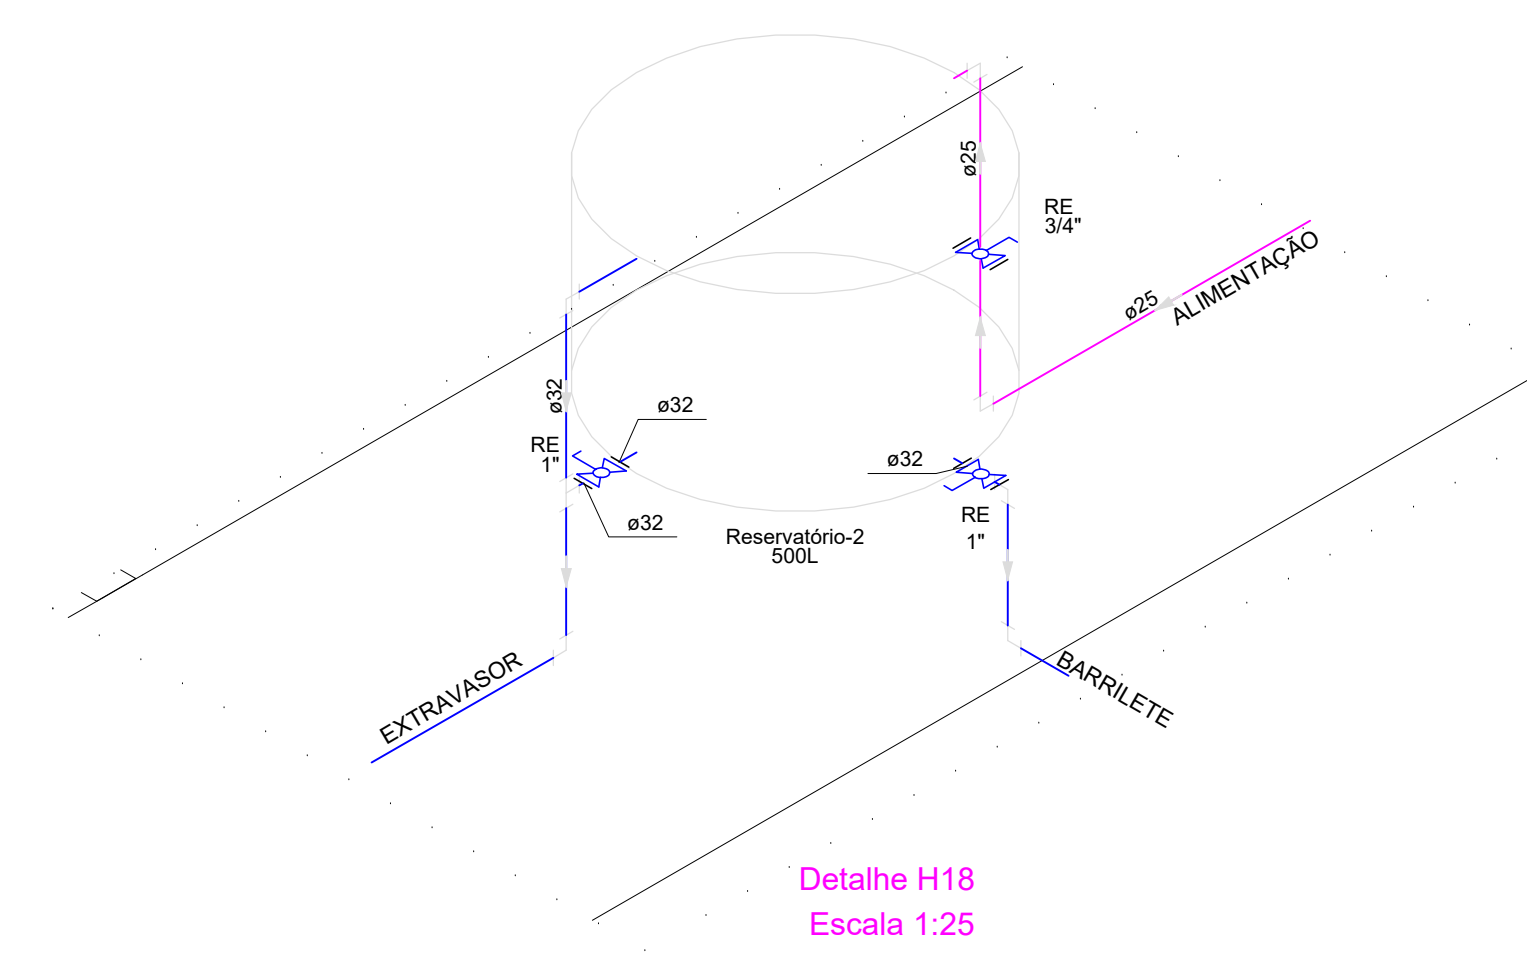 ø25
RE
3/4"
ALIMENTAÇÃO
ø25
ø32
ø32
RE
1"
ø32
ø32
RE
1"
Reservatório-2
500L
EXTRAVASOR
BARRILETE
Detalhe H18
Escala 1:25